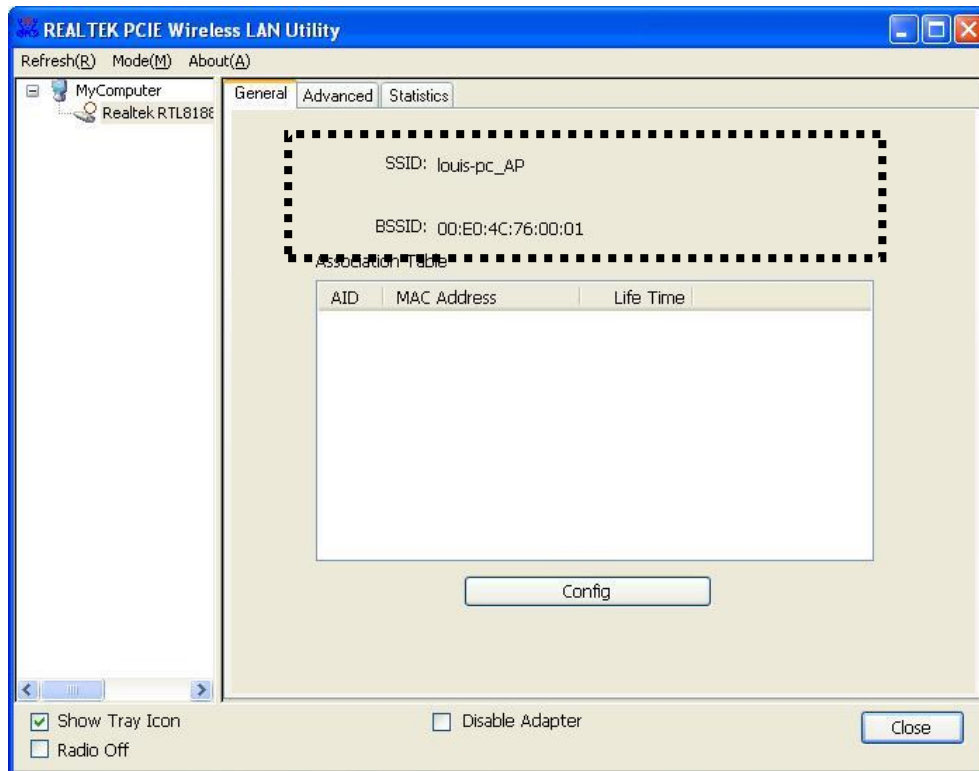 REALTEK PCIE Wireless LAN Utility
Refresh(R) Mode(M) About(A)
MyComputer
Realtek RTL8188
General Advanced Statistics
SSID: louis-pc_AP
BSSID: 00:E0:4C:76:00:01
Association Table
AID MAC Address Life Time
Config
Show Tray Icon
Disable Adapter
Close
Radio Off